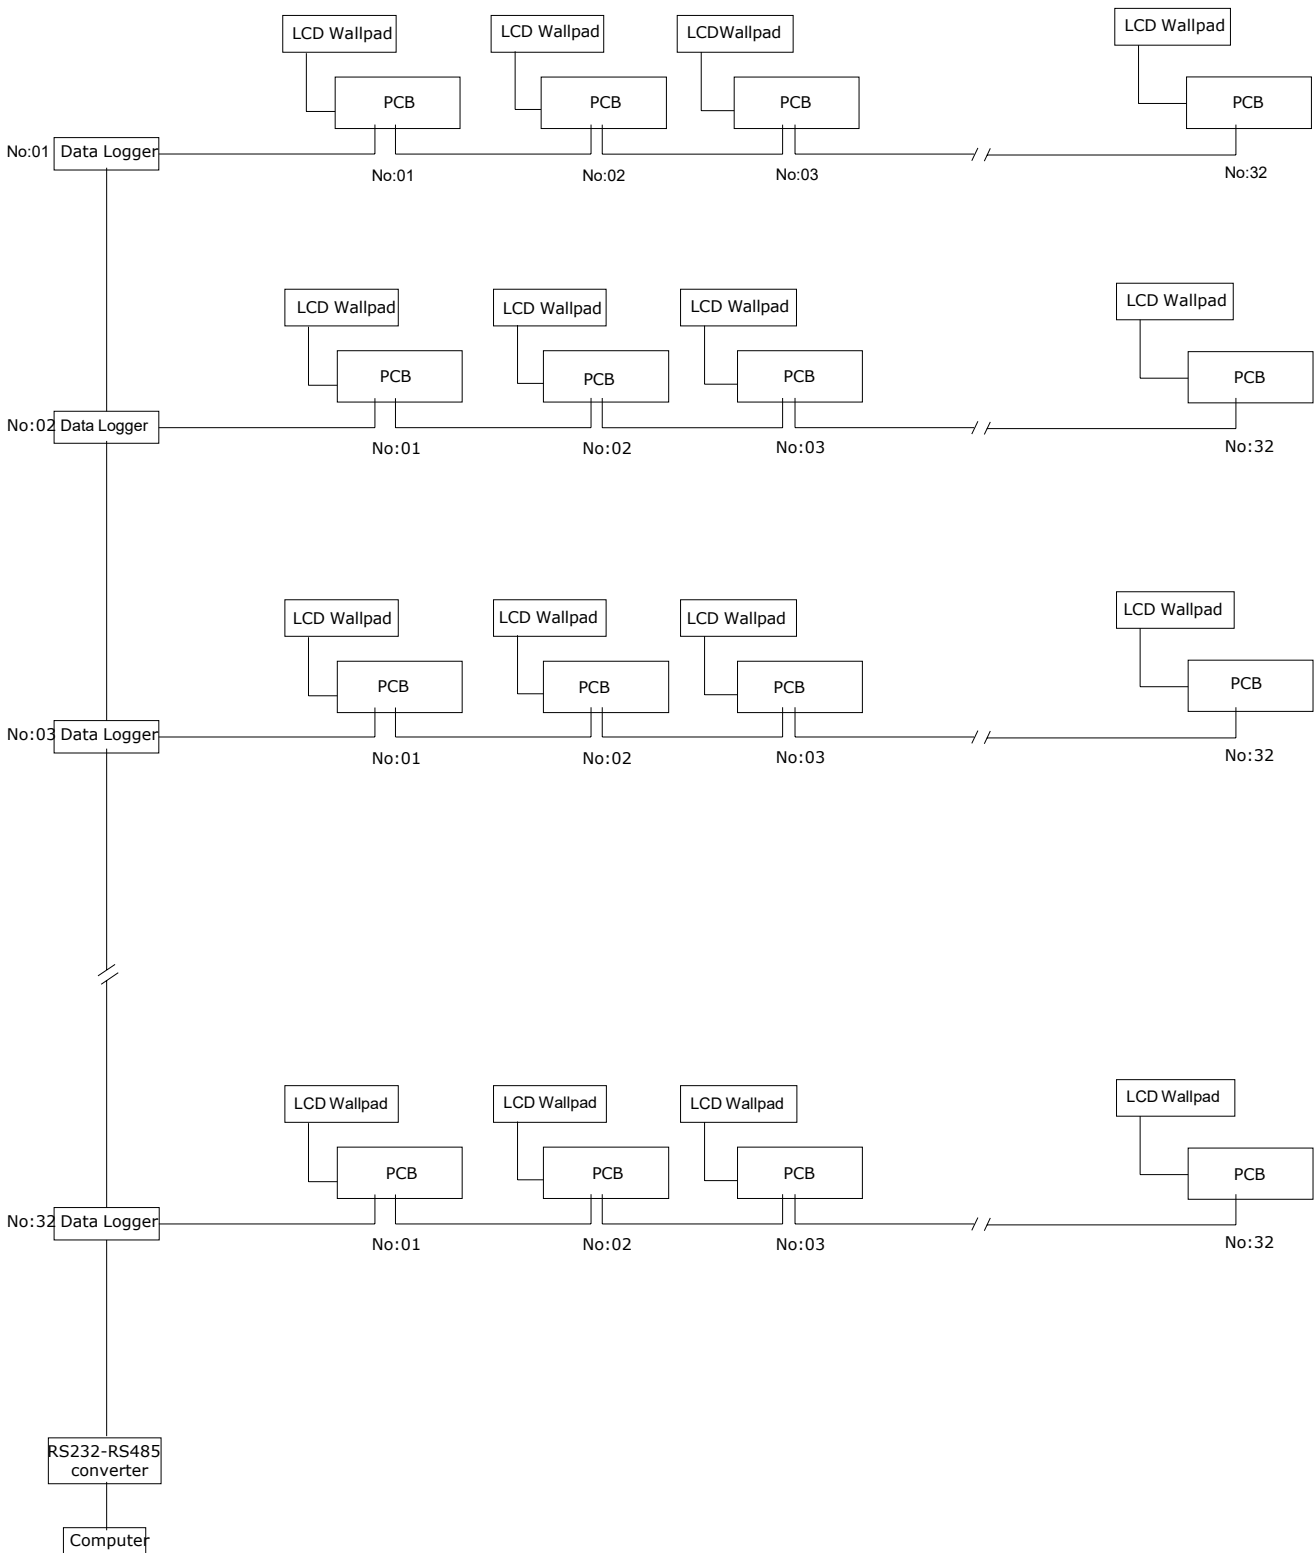 LCD Wallpad
LCD Wallpad
LCDWallpad
LCD Wallpad
PCB
PCB
PCB
PCB
No:01
Data Logger
No:01
No:02
No:03
No:32
LCD Wallpad
LCD Wallpad
LCD Wallpad
LCD Wallpad
PCB
PCB
PCB
PCB
No:02
Data Logger
No:01
No:02
No:03
No:32
LCD Wallpad
LCD Wallpad
LCD Wallpad
LCD Wallpad
PCB
PCB
PCB
PCB
No:03
Data Logger
No:01
No:02
No:03
No:32
LCD Wallpad
LCD Wallpad
LCD Wallpad
LCD Wallpad
PCB
PCB
PCB
PCB
No:32
Data Logger
No:01
No:02
No:03
No:32
RS232-RS485
converter
Computer